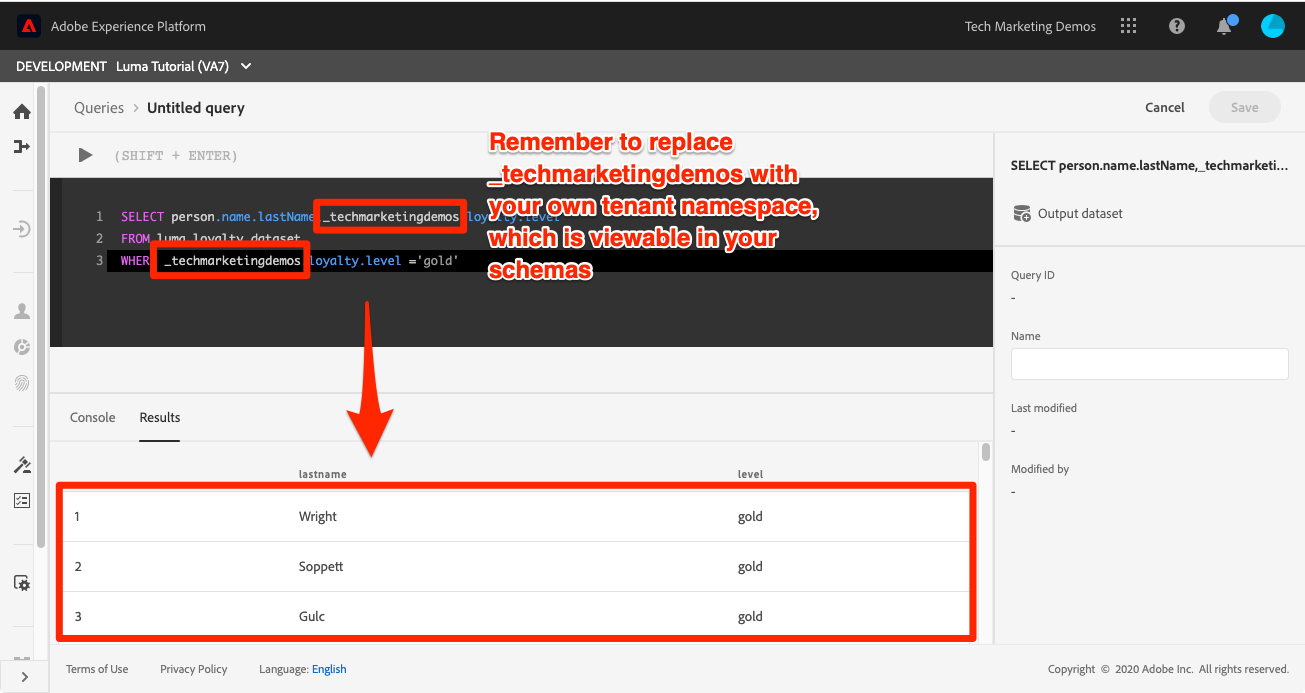 Adobe Experience Platform
Tech Marketing Demos
DEVELOPMENT Luma Tutorial (VA7)
Queries > Untitled query
Cancel
Save
(SHIFT + ENTER)
Remember to replace
_techmarketingdemos with
your own tenant namespace,
which is viewable in your
schemas
1 SELECT person.name.lastName _techmarketingdemos loyalty.level
2 FROM luma_loyalty_dataset
3 WHER _techmarketingdemos loyalty.level ='gold'
SELECT person.name.lastName,_techmarketi...
Output dataset
Query ID
-
Name
Last modified
-
Modified by
-
Console Results
lastname level
1 Wright gold
2 Soppett gold
3 Gulc gold
Terms of Use Privacy Policy Language: English
Copyright © 2020 Adobe Inc. All rights reserved.